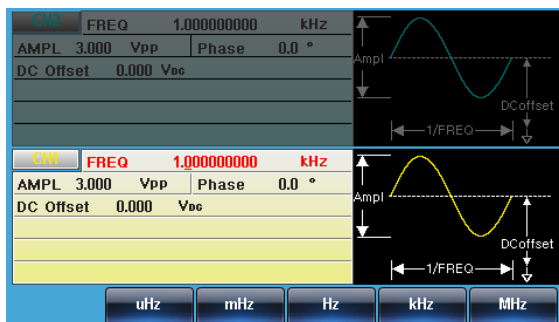 CH2 FREQ 1.000000000 kHz
AMPL 3.000 Vpp Phase 0.0 °
DC Offset 0.000 VDC
Ampl
DCoffset
1/FREQ
CH1 FREQ 1.000000000 kHz
AMPL 3.000 Vpp Phase 0.0 °
DC Offset 0.000 VDC
Ampl
DCoffset
1/FREQ
uHz mHz Hz kHz MHz